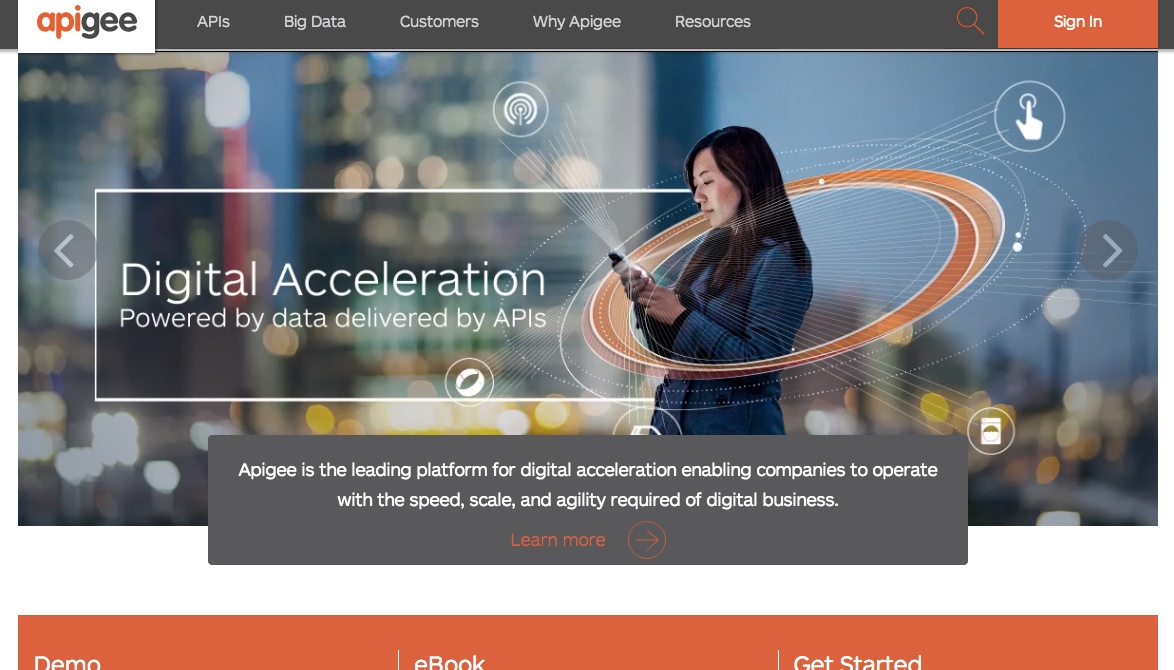 apigee
APIs
Big Data
Customers
Why Apigee
Resources
Sign In
Digital Acceleration
Powered by data delivered by APIs
Apigee is the leading platform for digital acceleration enabling companies to operate
with the speed, scale, and agility required of digital business.
Learn more
Demo
eBook
Get Started